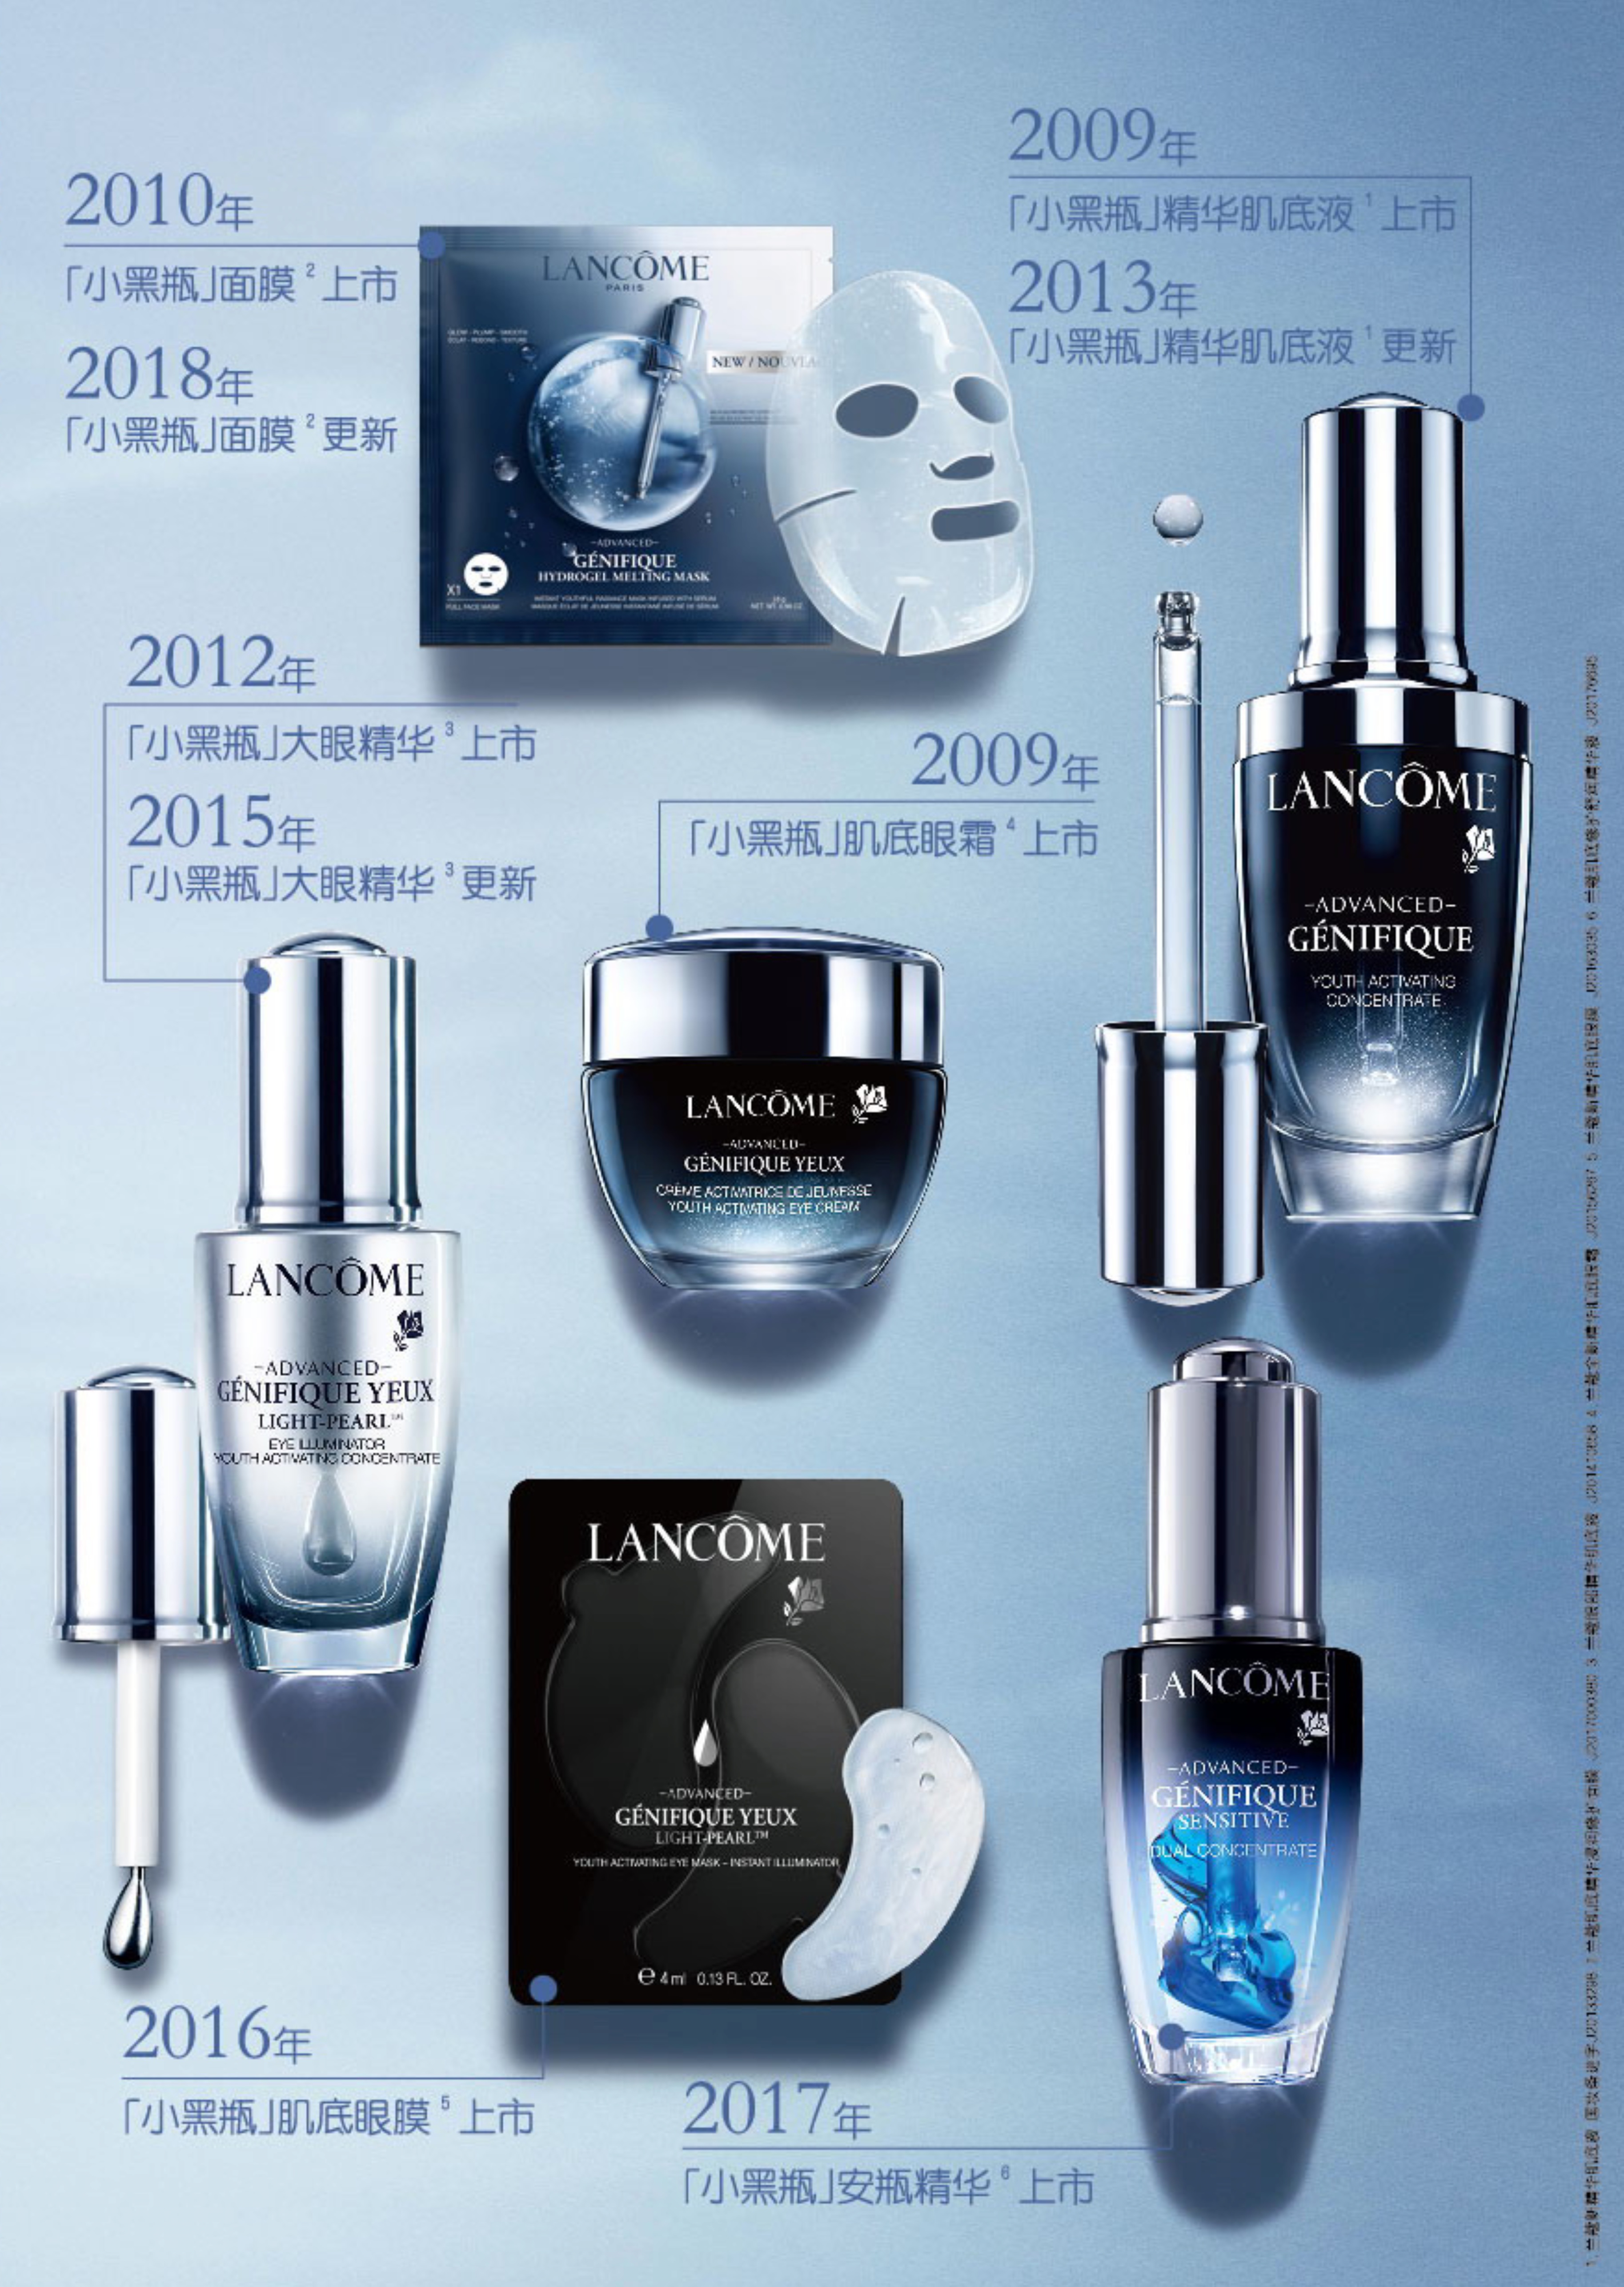 2009年
「小黑瓶」精华肌底液 1 上市
2013年
「小黑瓶」精华肌底液 1 更新
2010年
「小黑瓶」面膜 2 上市
2018年
「小黑瓶」面膜 2 更新
LANCÔME
PARIS
NEW / NOUVEA
-ADVANCED-
GÉNIFIQUE
HYDROGEL MELTING MASK
X1
FULL FACE MASK
2012年
「小黑瓶」大眼精华 3 上市
2015年
「小黑瓶」大眼精华 3 更新
2009年
「小黑瓶」肌底眼霜 4 上市
LANCÔME
-ADVANCED-
GÉNIFIQUE
YOUTH ACTIVATING
CONCENTRATE
LANCÔME
-ADVANCED-
GÉNIFIQUE YEUX
CRÈME ACTIVATRICE DE JEUNESSE
YOUTH ACTIVATING EYE CREAM
LANCÔME
-ADVANCED-
GÉNIFIQUE YEUX
LIGHT-PEARL™
EYE ILLUMINATOR
YOUTH ACTIVATING CONCENTRATE
LANCÔME
-ADVANCED-
GÉNIFIQUE YEUX
LIGHT-PEARL™
YOUTH ACTIVATING EYE MASK - INSTANT ILLUMINATOR
e 4 ml 0.13 FL. OZ.
LANCÔME
-ADVANCED-
GÉNIFIQUE
SENSITIVE
DUAL CONCENTRATE
2016年
「小黑瓶」肌底眼膜 5 上市
2017年
「小黑瓶」安瓶精华 6 上市